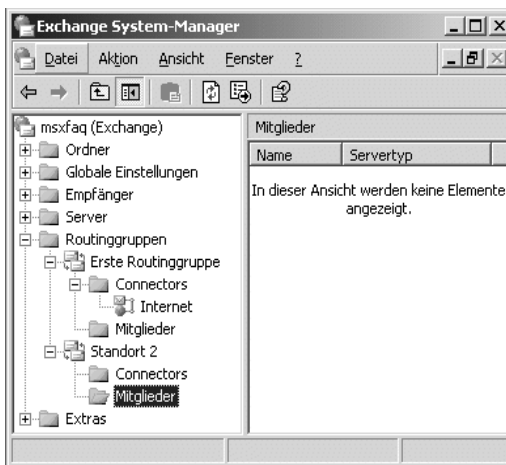 Exchange System-Manager
Datei Aktion Ansicht Fenster ?
msxfaq (Exchange)
Ordner
Globale Einstellungen
Empfänger
Server
Routinggruppen
Erste Routinggruppe
Connectors
Internet
Mitglieder
Standort 2
Connectors
Mitglieder
Extras
Mitglieder
Name Servertyp
In dieser Ansicht werden keine Elemente
angezeigt.